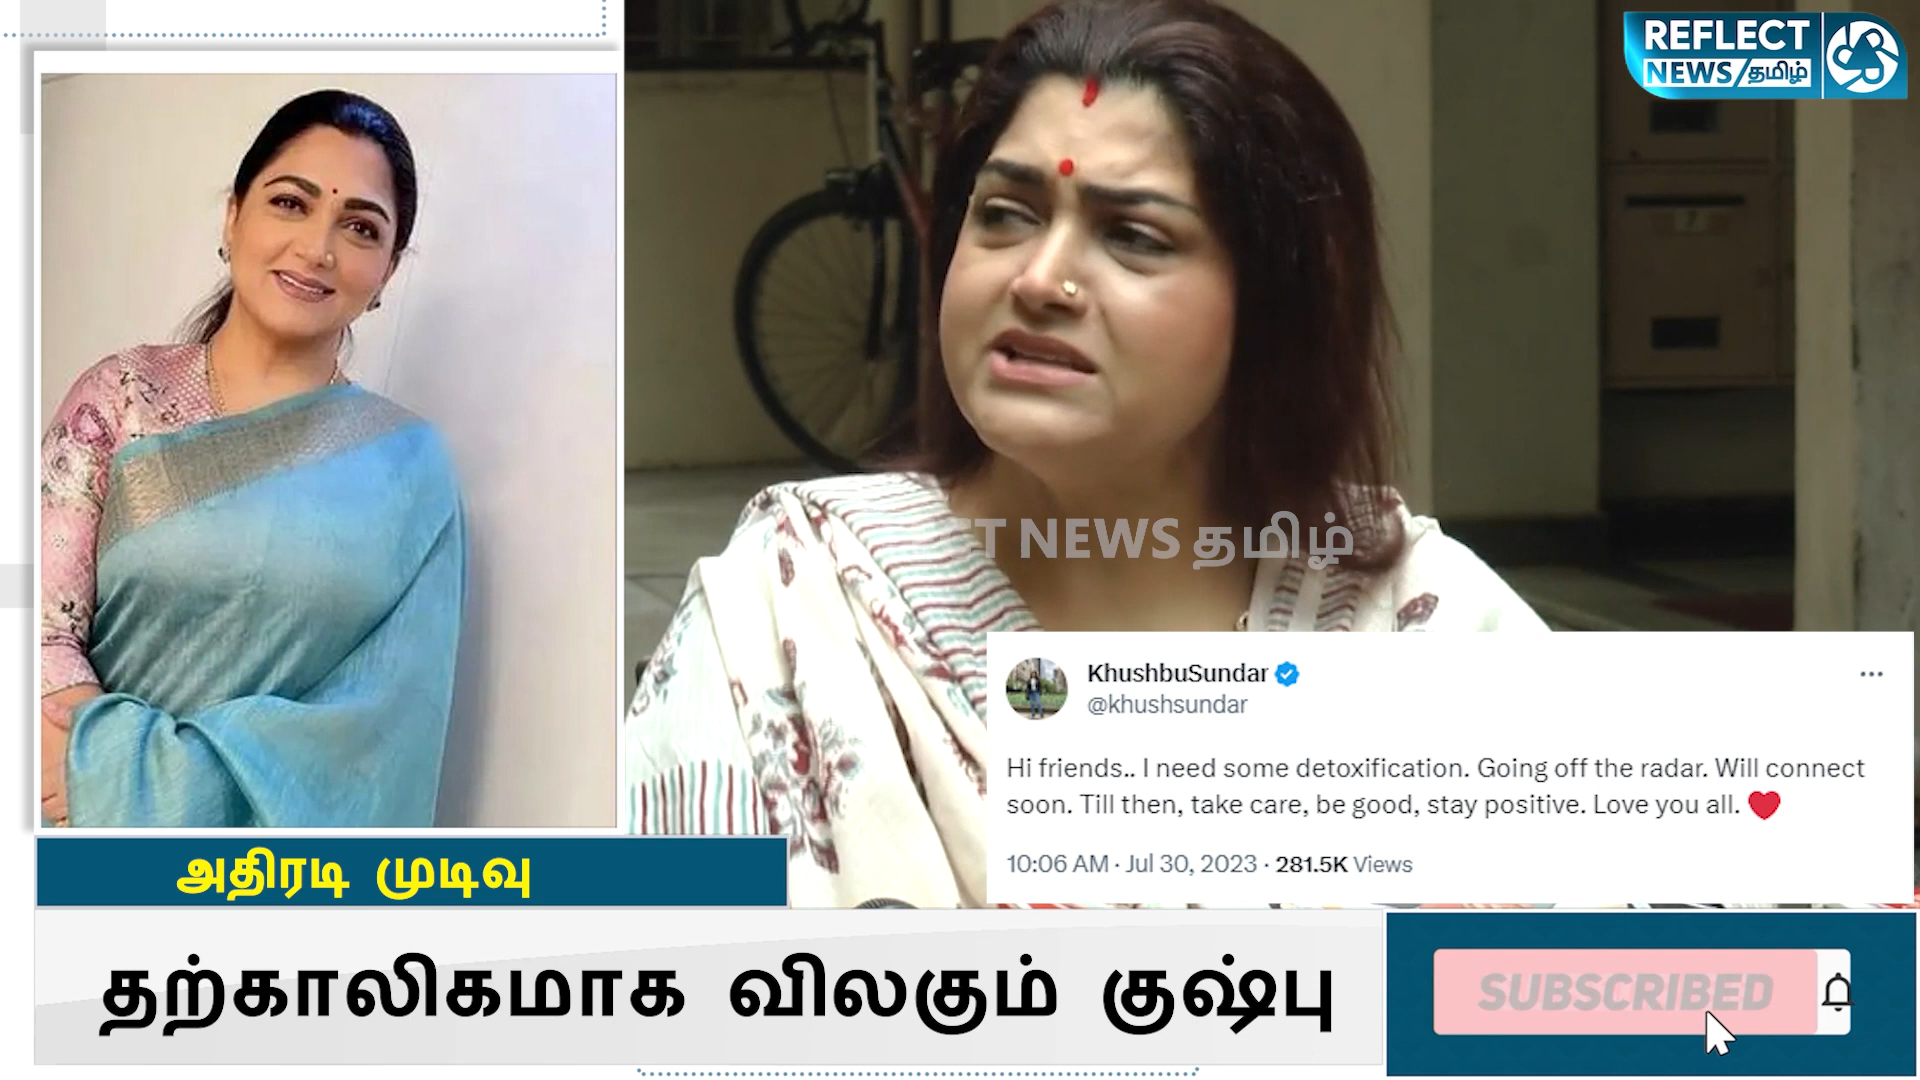 REFLECT
NEWS/தமிழ்
NEWS தமிழ்
KhushbuSundar
@khushsundar
Hi friends.. I need some detoxification. Going off the radar. Will connect
soon. Till then, take care, be good, stay positive. Love you all. ❤️
10:06 AM · Jul 30, 2023 · 281.5K Views
அதிரடி முடிவு
தற்காலிகமாக விலகும் குஷ்பு
SUBSCRIBED